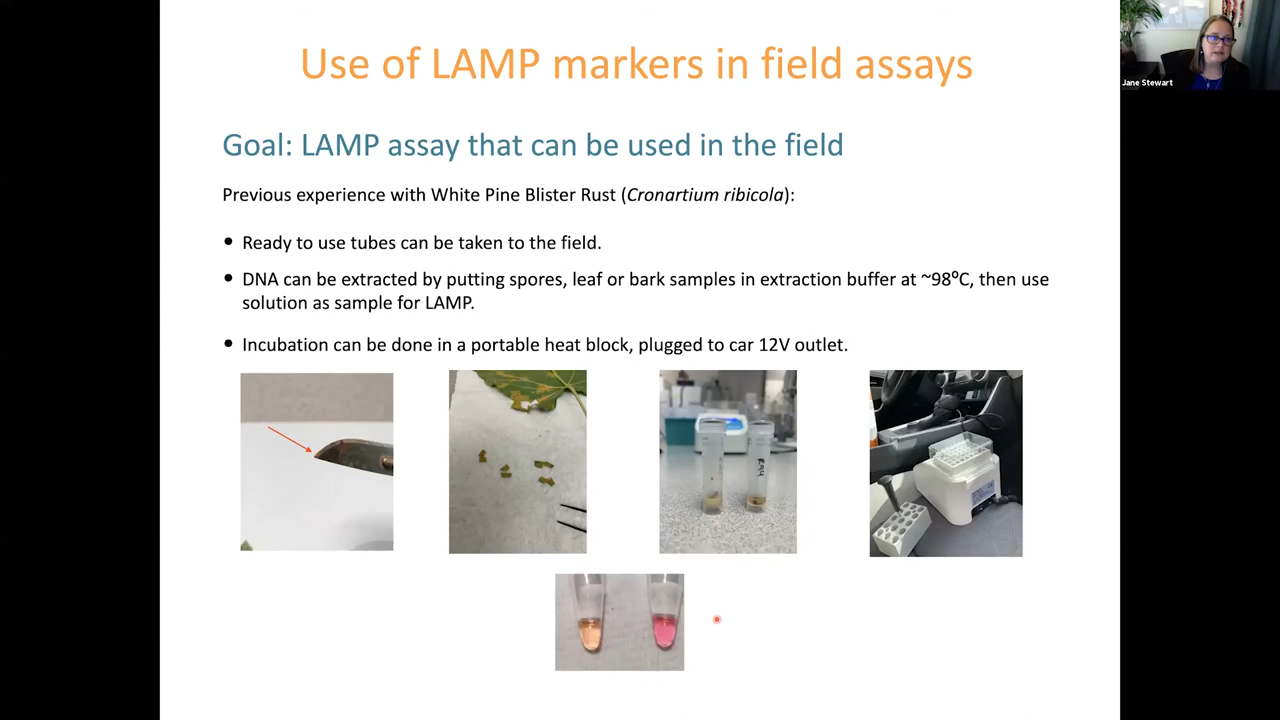 Use of LAMP markers in field assays
Jane Stewart
Goal: LAMP assay that can be used in the field
Previous experience with White Pine Blister Rust (Cronartium ribicola):
• Ready to use tubes can be taken to the field.
• DNA can be extracted by putting spores, leaf or bark samples in extraction buffer at ~98⁰C, then use
solution as sample for LAMP.
• Incubation can be done in a portable heat block, plugged to car 12V outlet.